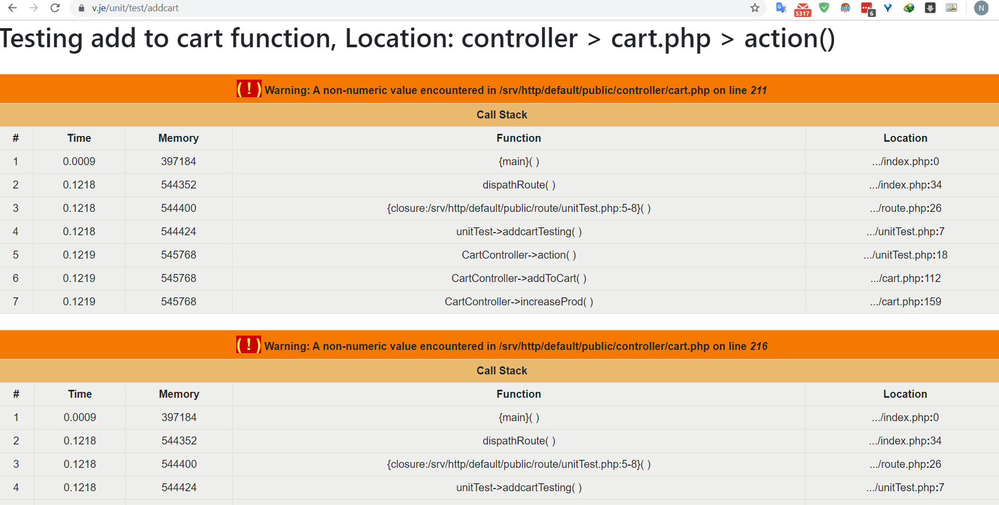 v.je/unit/test/addcart
5317
6
N
Testing add to cart function, Location: controller > cart.php > action()
( ! ) Warning: A non-numeric value encountered in /srv/http/default/public/controller/cart.php on line 211
Call Stack
# Time Memory Function Location
1 0.0009 397184 {main}( ) .../index.php:0
2 0.1218 544352 dispathRoute( ) .../index.php:34
3 0.1218 544400 {closure:/srv/http/default/public/route/unitTest.php:5-8}( ) .../route.php:26
4 0.1218 544424 unitTest->addcartTesting( ) .../unitTest.php:7
5 0.1219 545768 CartController->action( ) .../unitTest.php:18
6 0.1219 545768 CartController->addToCart( ) .../cart.php:112
7 0.1219 545768 CartController->increaseProd( ) .../cart.php:159
( ! ) Warning: A non-numeric value encountered in /srv/http/default/public/controller/cart.php on line 216
Call Stack
# Time Memory Function Location
1 0.0009 397184 {main}( ) .../index.php:0
2 0.1218 544352 dispathRoute( ) .../index.php:34
3 0.1218 544400 {closure:/srv/http/default/public/route/unitTest.php:5-8}( ) .../route.php:26
4 0.1218 544424 unitTest->addcartTesting( ) .../unitTest.php:7